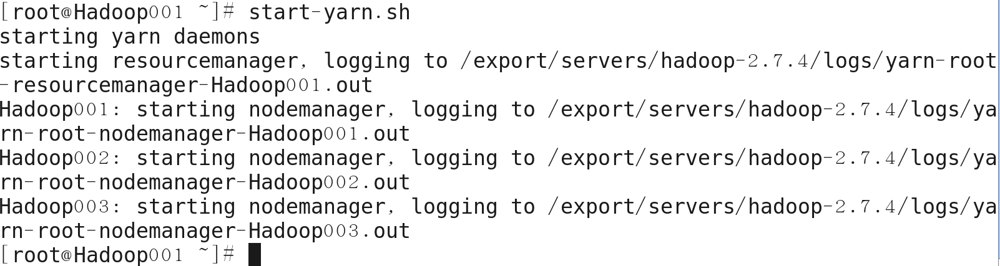 [root@Hadoop001 ~]# start-yarn.sh
starting yarn daemons
starting resourcemanager, logging to /export/servers/hadoop-2.7.4/logs/yarn-root
-resourcemanager-Hadoop001.out
Hadoop001: starting nodemanager, logging to /export/servers/hadoop-2.7.4/logs/ya
rn-root-nodemanager-Hadoop001.out
Hadoop002: starting nodemanager, logging to /export/servers/hadoop-2.7.4/logs/ya
rn-root-nodemanager-Hadoop002.out
Hadoop003: starting nodemanager, logging to /export/servers/hadoop-2.7.4/logs/ya
rn-root-nodemanager-Hadoop003.out
[root@Hadoop001 ~]#